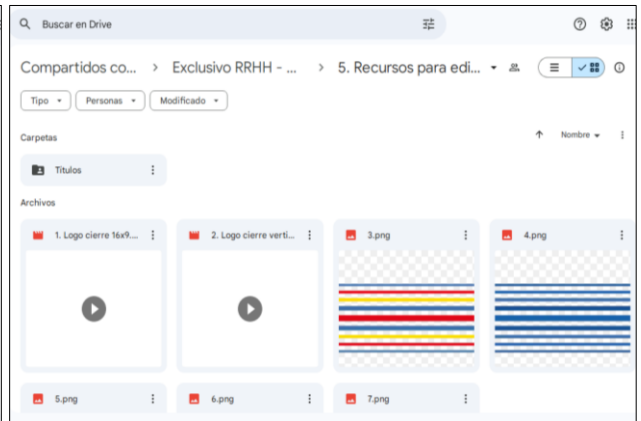 Buscar en Drive
Compartidos co... > Exclusivo RRHH - ... > 5. Recursos para edi...
Tipo Personas Modificado
Carpetas
Nombre
Títulos
Archivos
1. Logo cierre 16x9....
2. Logo cierre verti...
3.png
4.png
5.png
6.png
7.png